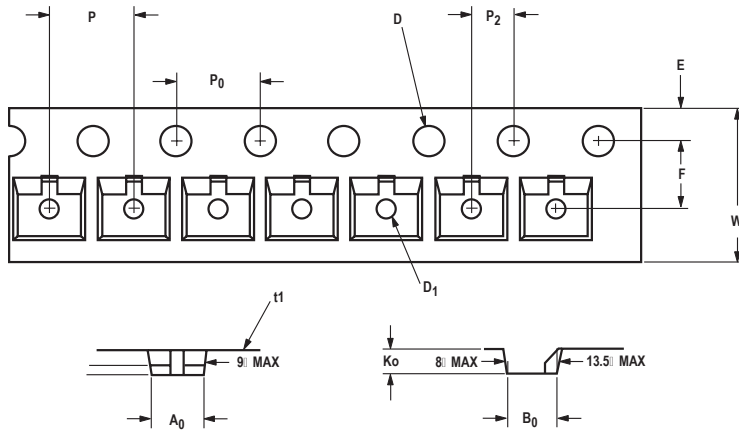 P
P0
D
P2
E
F
W
D1
t1
9▯ MAX
A0
Ko
8▯ MAX
13.5▯ MAX
B0